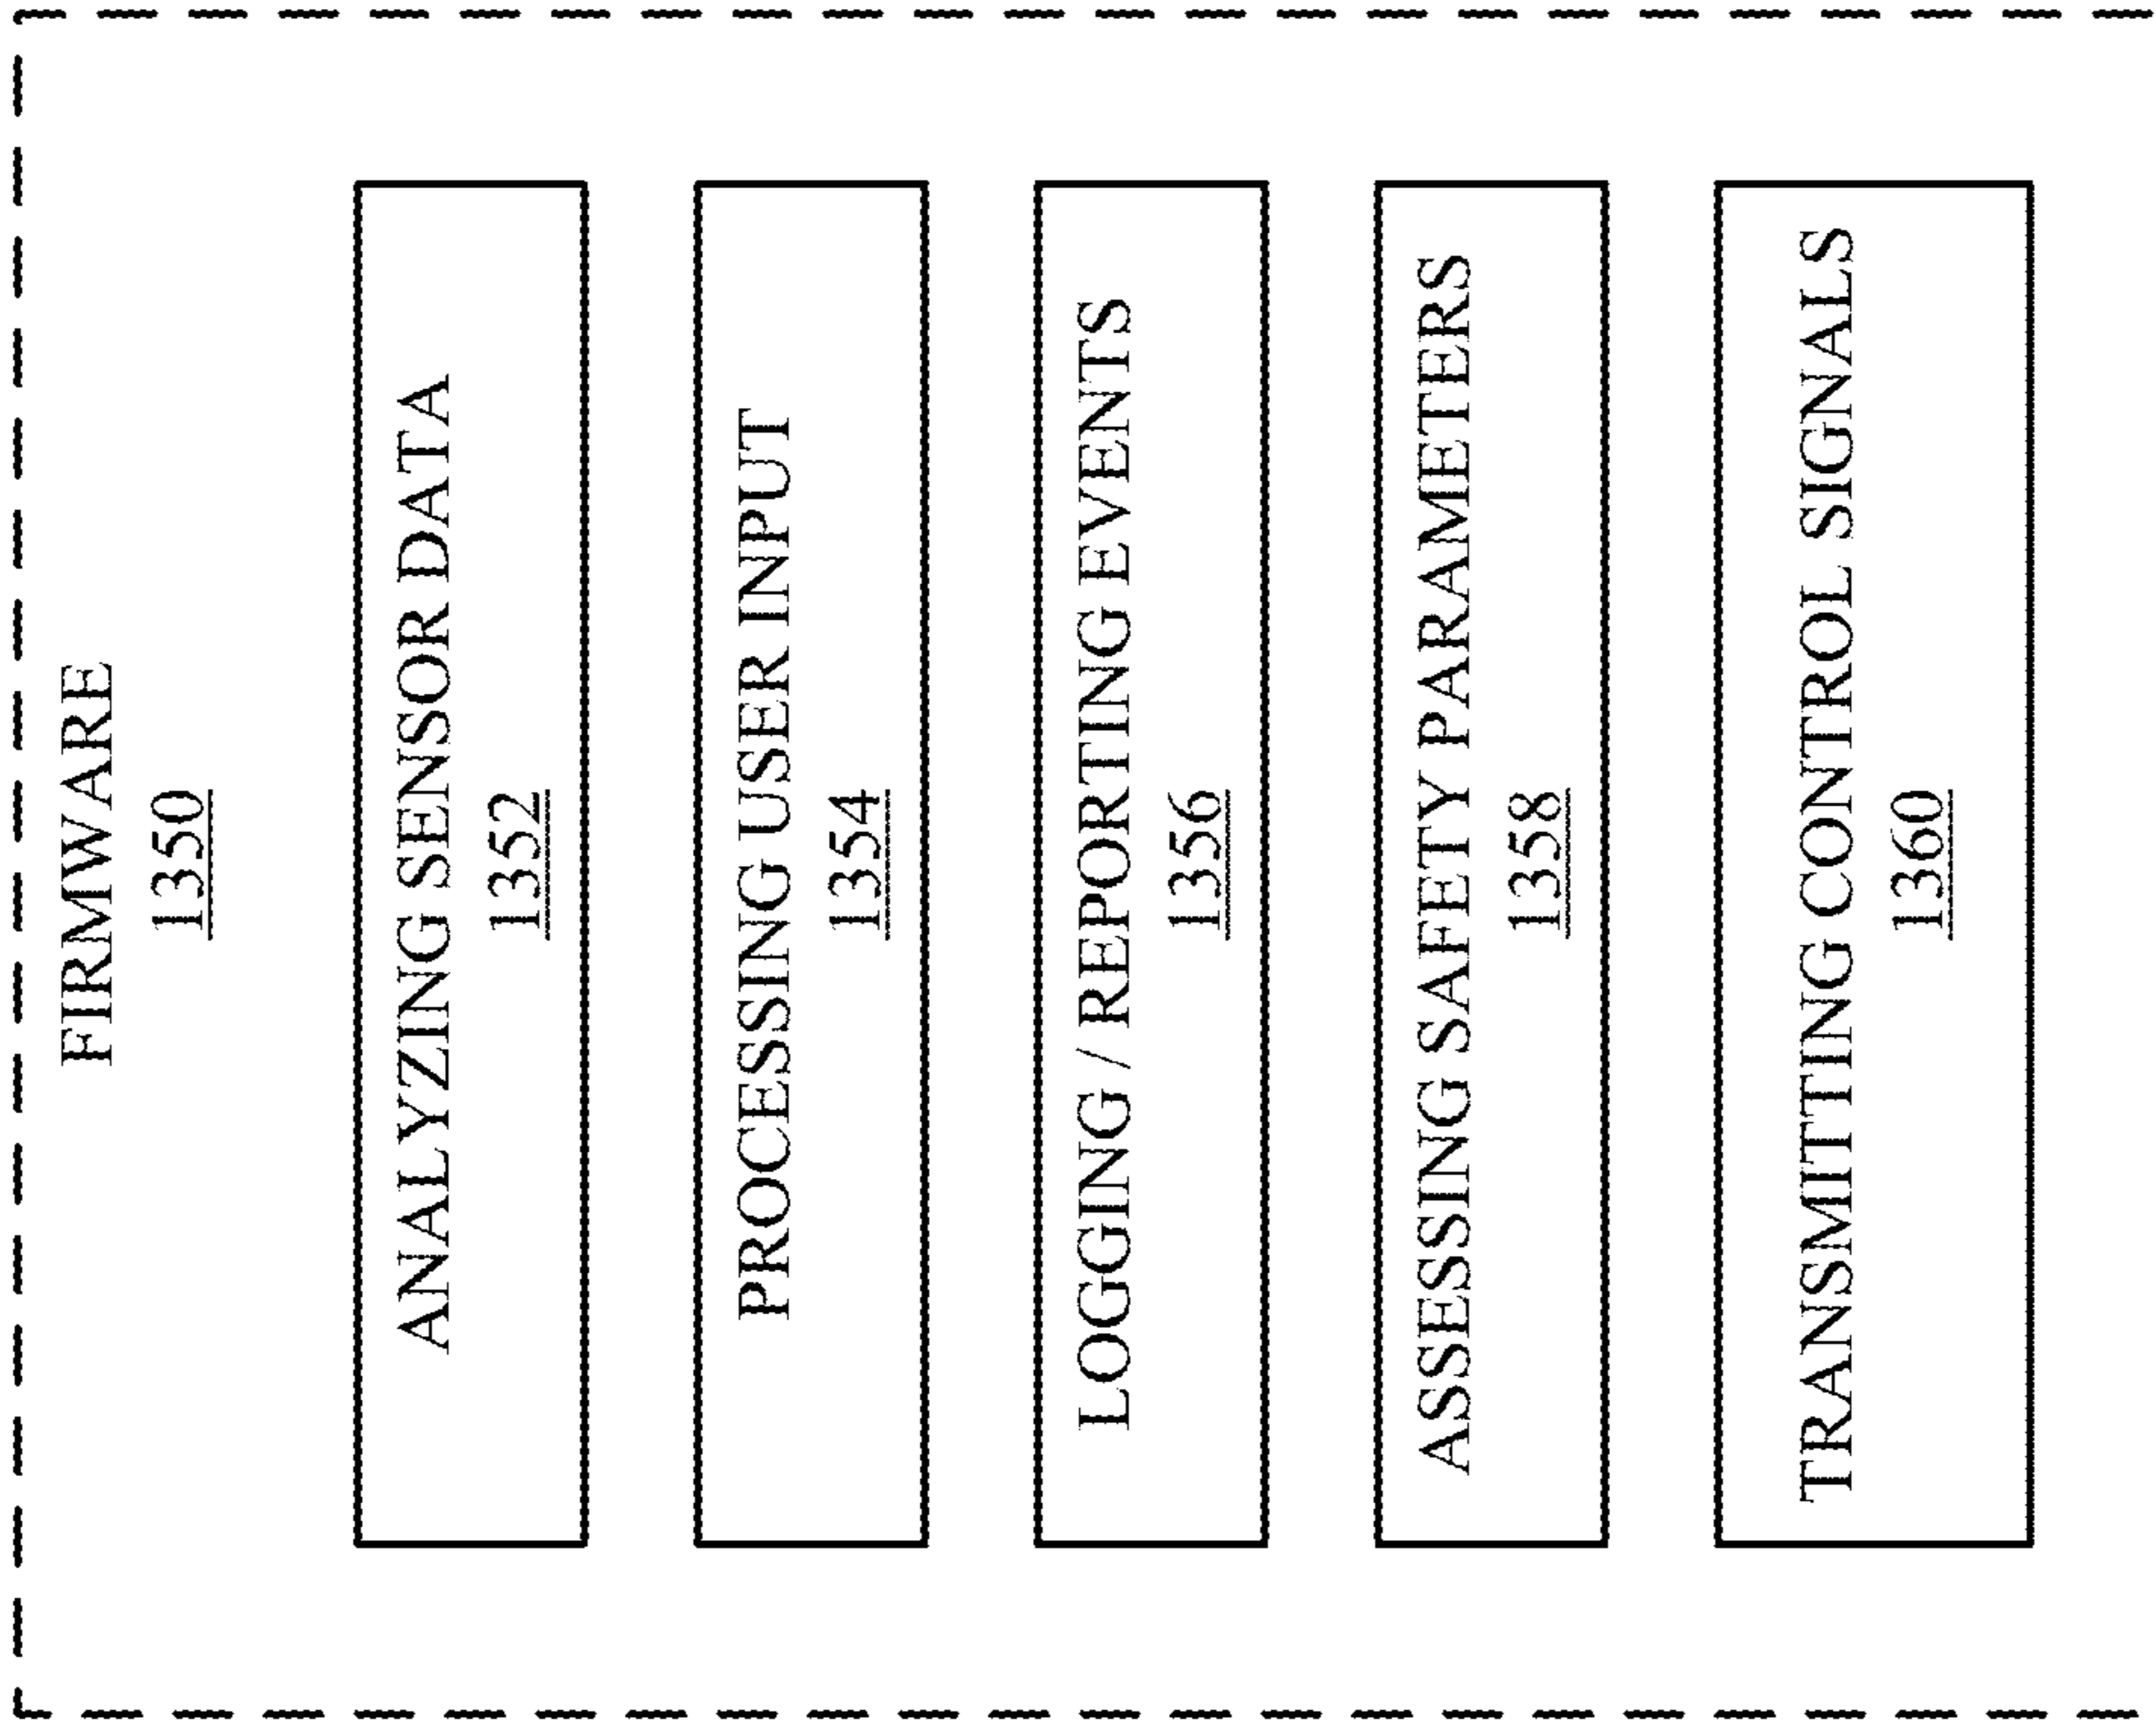 FIRMWARE
1350
ANALYZING SENSOR DATA
1352
PROCESSING USER INPUT
1354
LOGGING / REPORTING EVENTS
1356
ASSESSING SAFETY PARAMETERS
1358
TRANSMITTING CONTROL SIGNALS
1360